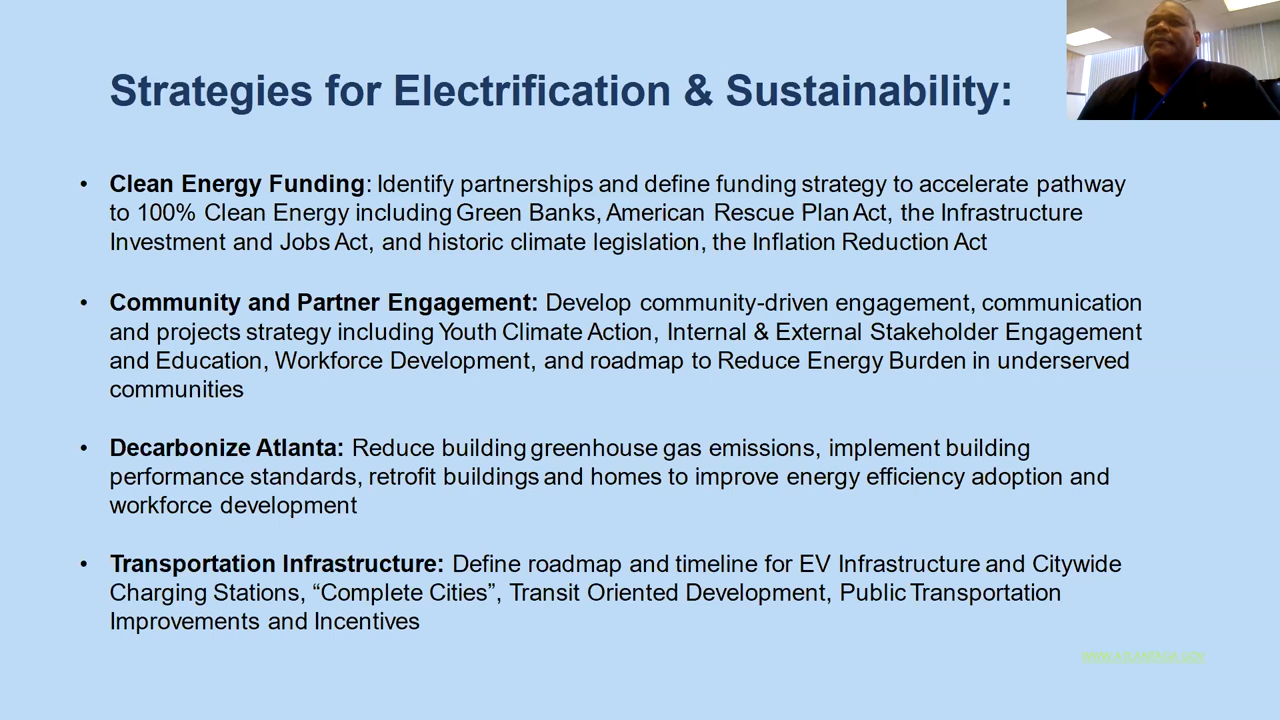 Strategies for Electrification & Sustainability:
• Clean Energy Funding: Identify partnerships and define funding strategy to accelerate pathway
to 100% Clean Energy including Green Banks, American Rescue Plan Act, the Infrastructure
Investment and Jobs Act, and historic climate legislation, the Inflation Reduction Act
• Community and Partner Engagement: Develop community-driven engagement, communication
and projects strategy including Youth Climate Action, Internal & External Stakeholder Engagement
and Education, Workforce Development, and roadmap to Reduce Energy Burden in underserved
communities
• Decarbonize Atlanta: Reduce building greenhouse gas emissions, implement building
performance standards, retrofit buildings and homes to improve energy efficiency adoption and
workforce development
• Transportation Infrastructure: Define roadmap and timeline for EV Infrastructure and Citywide
Charging Stations, “Complete Cities”, Transit Oriented Development, Public Transportation
Improvements and Incentives